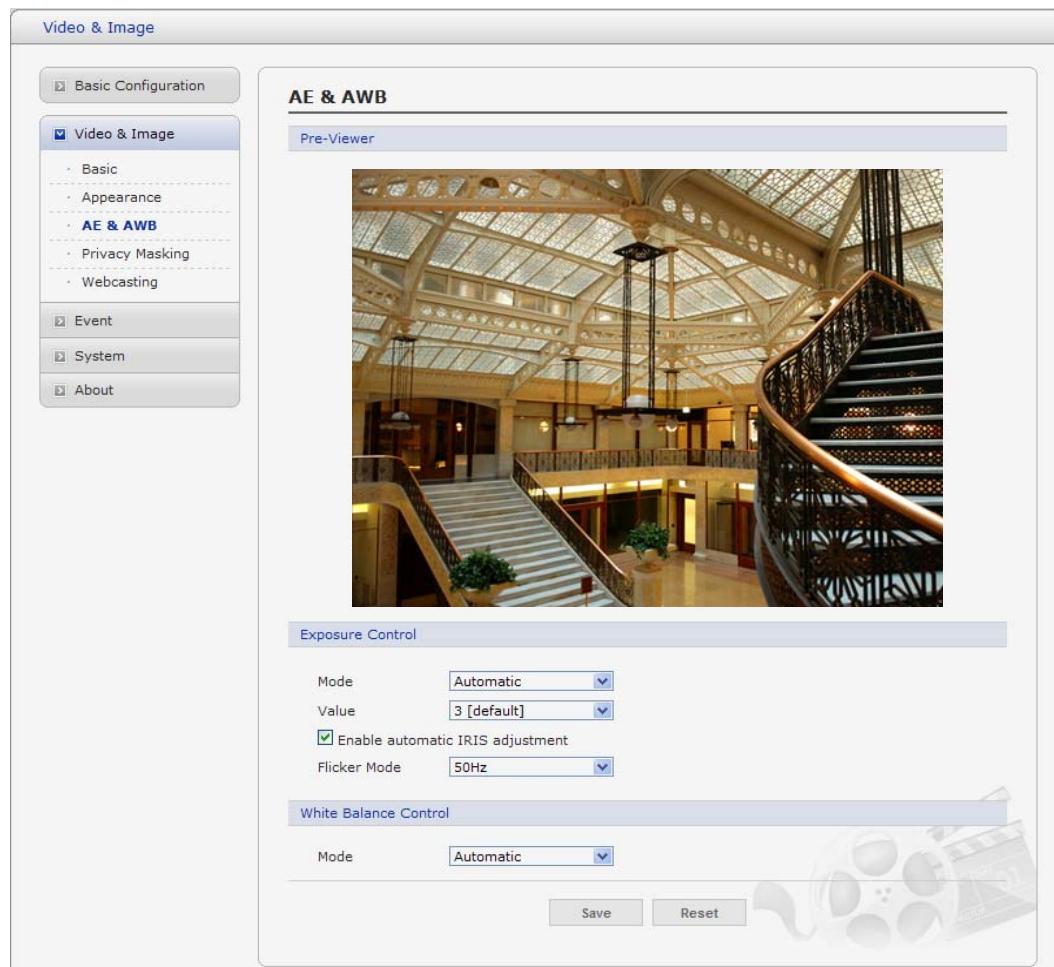 Video & Image
Basic Configuration
Video & Image
Basic
Appearance
AE & AWB
Privacy Masking
Webcasting
Event
System
About
AE & AWB
Pre-Viewer
Exposure Control
Mode Automatic
Value 3 [default]
Enable automatic IRIS adjustment
Flicker Mode 50Hz
White Balance Control
Mode Automatic
Save Reset